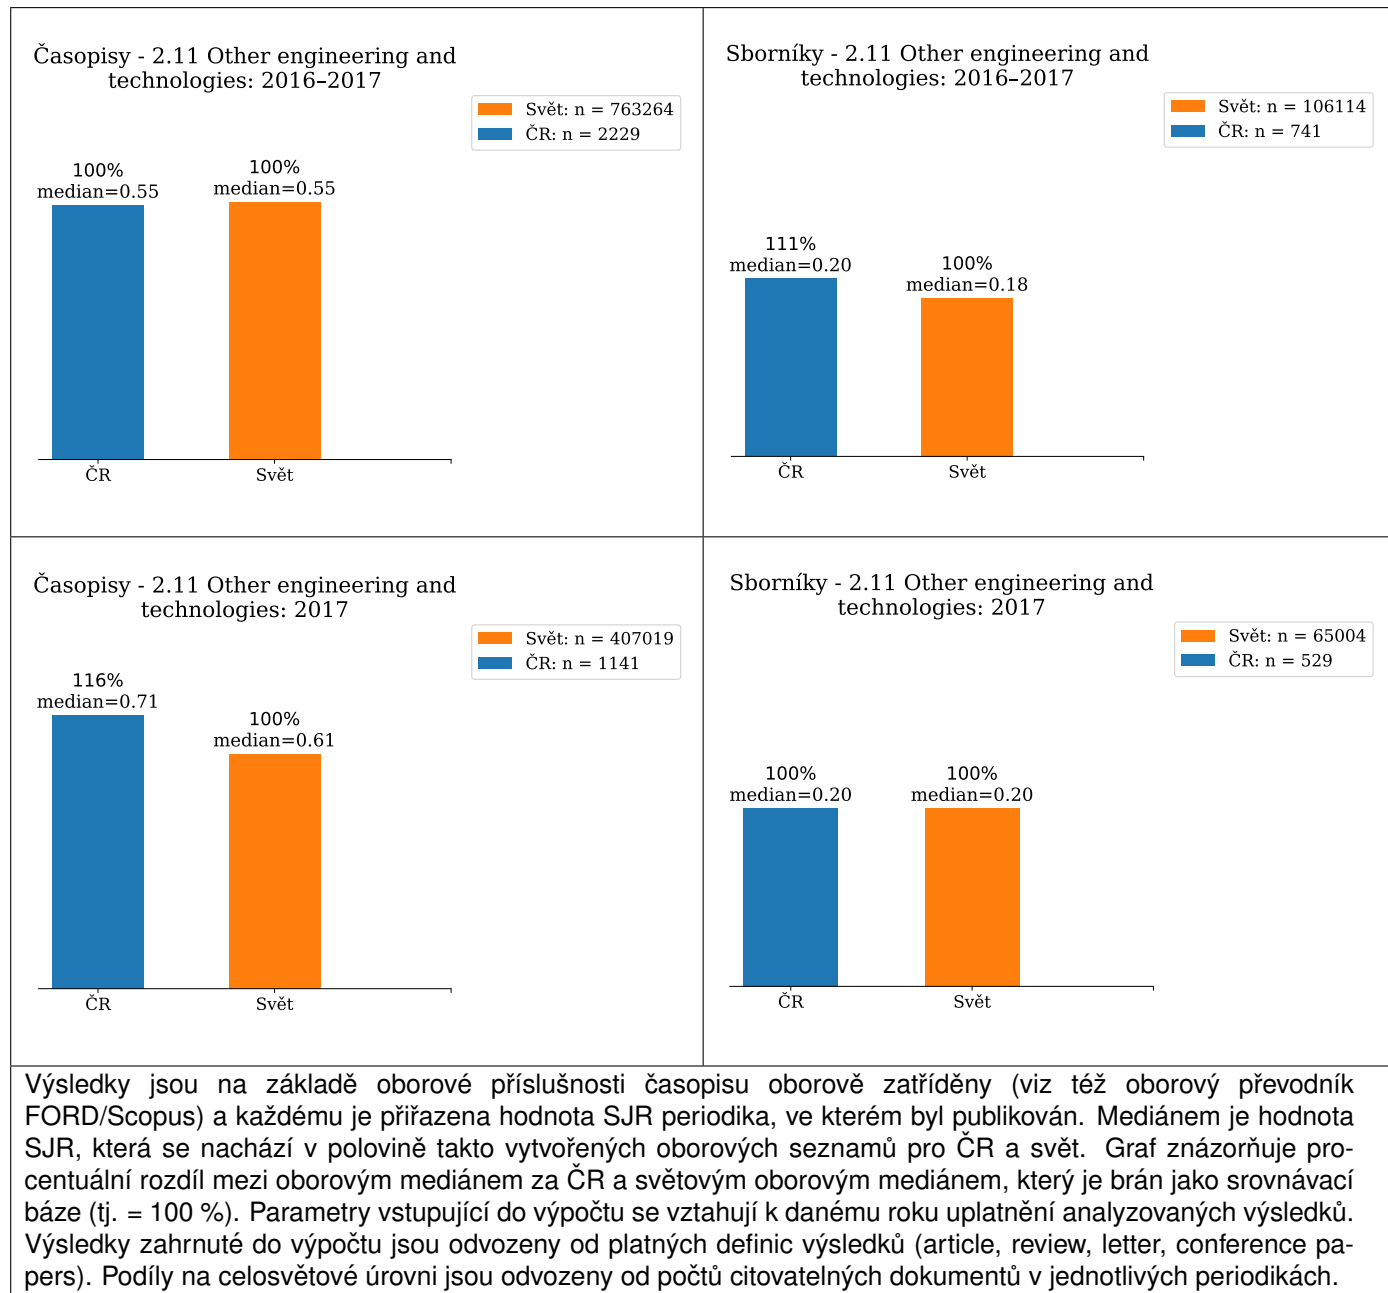 Časopisy - 2.11 Other engineering and
technologies: 2016–2017
Svět: n = 763264
ČR: n = 2229
100%
median=0.55
100%
median=0.55
ČR
Svět
Sborníky - 2.11 Other engineering and
technologies: 2016–2017
Svět: n = 106114
ČR: n = 741
111%
median=0.20
100%
median=0.18
ČR
Svět
Časopisy - 2.11 Other engineering and
technologies: 2017
Svět: n = 407019
ČR: n = 1141
116%
median=0.71
100%
median=0.61
ČR
Svět
Sborníky - 2.11 Other engineering and
technologies: 2017
Svět: n = 65004
ČR: n = 529
100%
median=0.20
100%
median=0.20
ČR
Svět
Výsledky jsou na základě oborové příslušnosti časopisu oborově zatříděny (viz též oborový převodník
FORD/Scopus) a každému je přiřazena hodnota SJR periodika, ve kterém byl publikován. Mediánem je hodnota
SJR, která se nachází v polovině takto vytvořených oborových seznamů pro ČR a svět. Graf znázorňuje pro-
centuální rozdíl mezi oborovým mediánem za ČR a světovým oborovým mediánem, který je brán jako srovnávací
báze (tj. = 100 %). Parametry vstupující do výpočtu se vztahují k danému roku uplatnění analyzovaných výsledků.
Výsledky zahrnuté do výpočtu jsou odvozeny od platných definic výsledků (article, review, letter, conference pa-
pers). Podíly na celosvětové úrovni jsou odvozeny od počtů citovatelných dokumentů v jednotlivých periodikách.